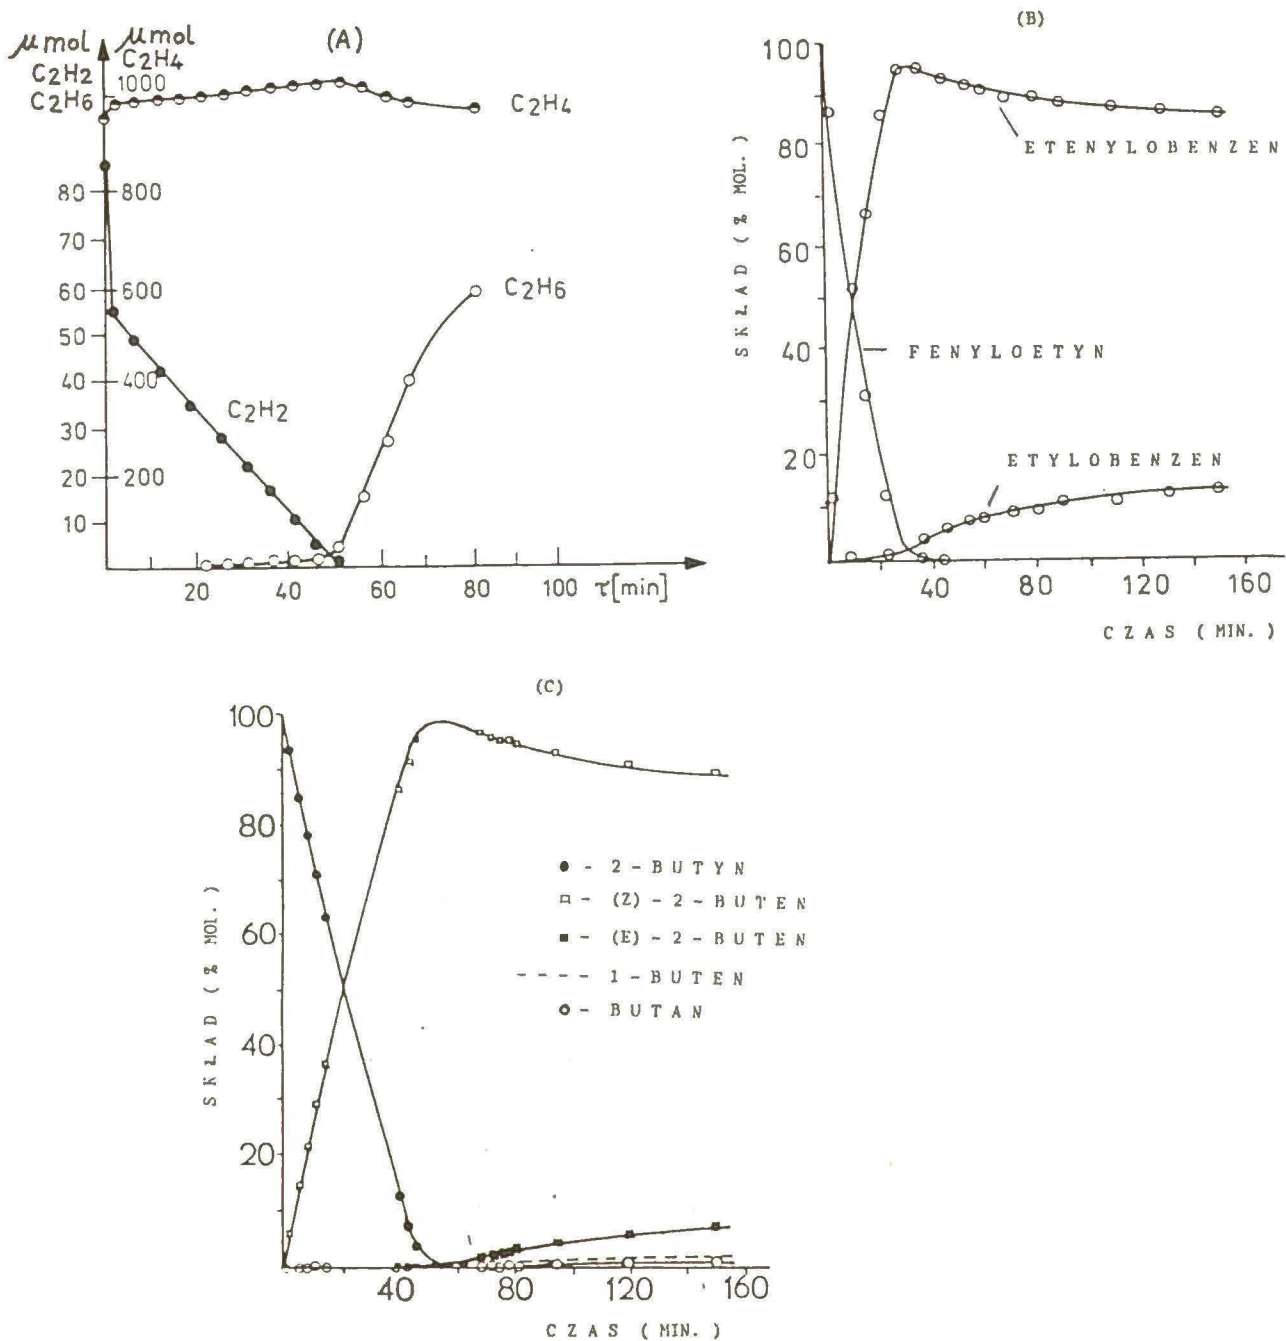 (A)
μmol μmol
C2H2 C2H4
C2H6 1000
C2H4
80 800
70
60 600
C2H6
50
40 400
C2H2
30
20 200
10
20 40 60 80 100 τ[min]
(B)
100
80
60
40
20
SKŁAD (% MOL.)
ETENYLOBENZEN
FENYLOETYN
ETYLOBENZEN
40 80 120 160
CZAS (MIN.)
(C)
100
80
60
40
20
SKŁAD (% MOL.)
● - 2-BUTYN
□ - (Z)-2-BUTEN
■ - (E)-2-BUTEN
---- 1-BUTEN
○ - BUTAN
40 80 120 160
CZAS (MIN.)